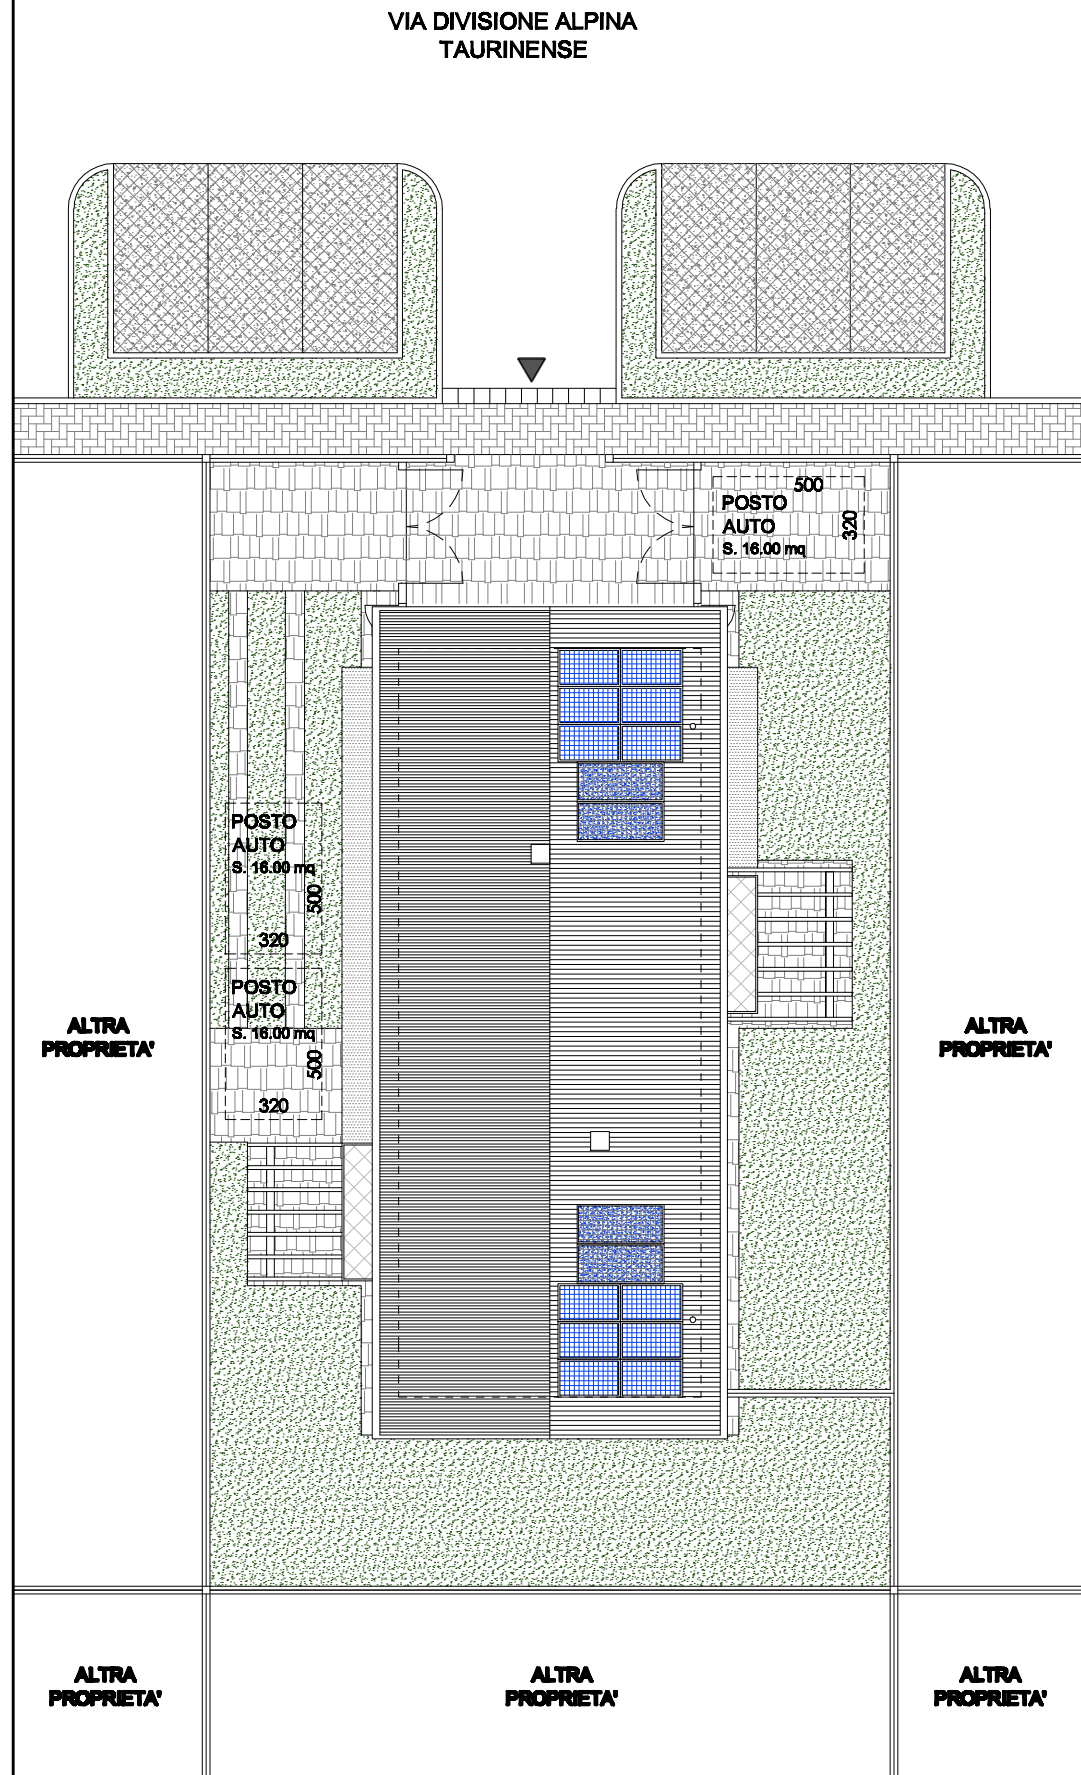 VIA DIVISIONE ALPINA
TAURINENSE
500
POSTO
AUTO
S. 16.00 mq
320
POSTO
AUTO
S. 16.00 mq
500
320
POSTO
AUTO
S. 16.00 mq
500
320
ALTRA
PROPRIETA'
ALTRA
PROPRIETA'
ALTRA
PROPRIETA'
ALTRA
PROPRIETA'
ALTRA
PROPRIETA'